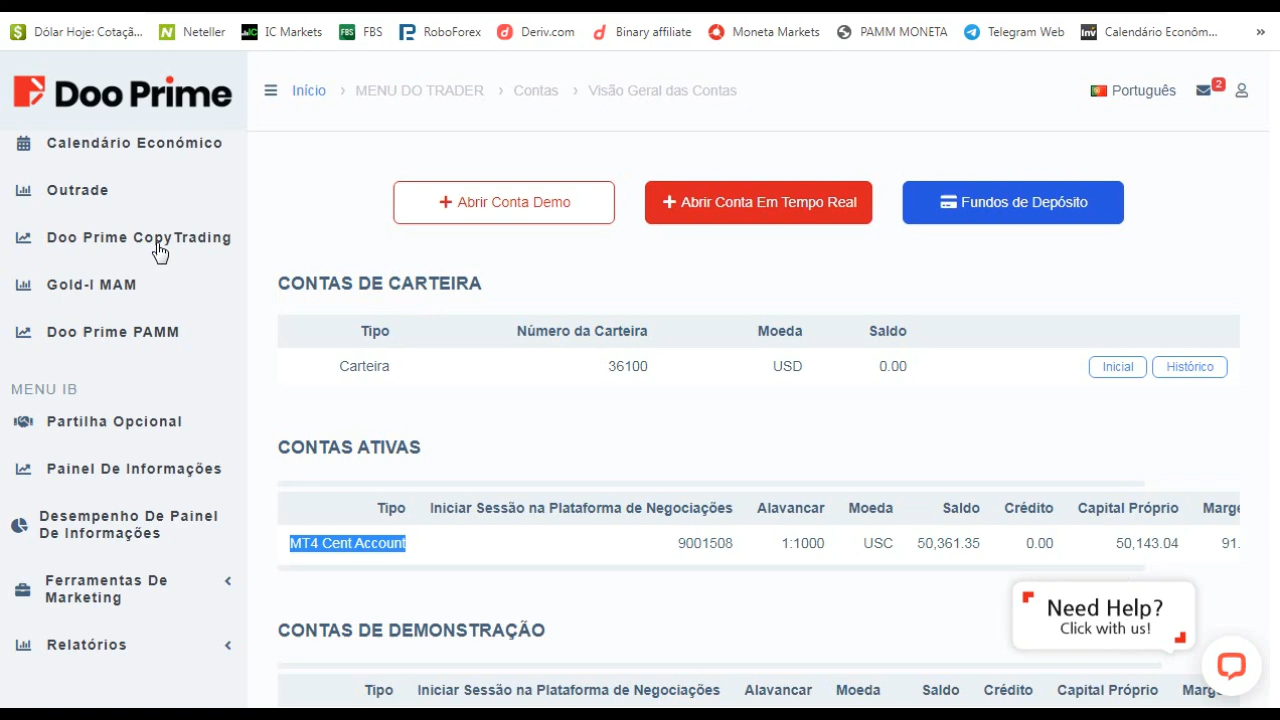 Dólar Hoje: Cotaçã... Neteller IC Markets FBS RoboForex Deriv.com Binary affiliate Moneta Markets PAMM MONETA Telegram Web Calendário Económ... »
Doo Prime
Início > MENU DO TRADER > Contas > Visão Geral das Contas
Português 2
Calendário Económico
Outrade
Doo Prime CopyTrading
Gold-I MAM
Doo Prime PAMM
MENU IB
Partilha Opcional
Painel De Informações
Desempenho De Painel
De Informações
Ferramentas De
Marketing
Relatórios
+ Abrir Conta Demo
+ Abrir Conta Em Tempo Real
Fundos de Depósito
CONTAS DE CARTEIRA
Tipo Número da Carteira Moeda Saldo
Carteira 36100 USD 0.00 Inicial Histórico
CONTAS ATIVAS
Tipo Iniciar Sessão na Plataforma de Negociações Alavancar Moeda Saldo Crédito Capital Próprio Marge
MT4 Cent Account 9001508 1:1000 USC 50,361.35 0.00 50,143.04 91.
CONTAS DE DEMONSTRAÇÃO
Tipo Iniciar Sessão na Plataforma de Negociações Alavancar Moeda Saldo Crédito Capital Próprio Marg
Need Help?
Click with us!